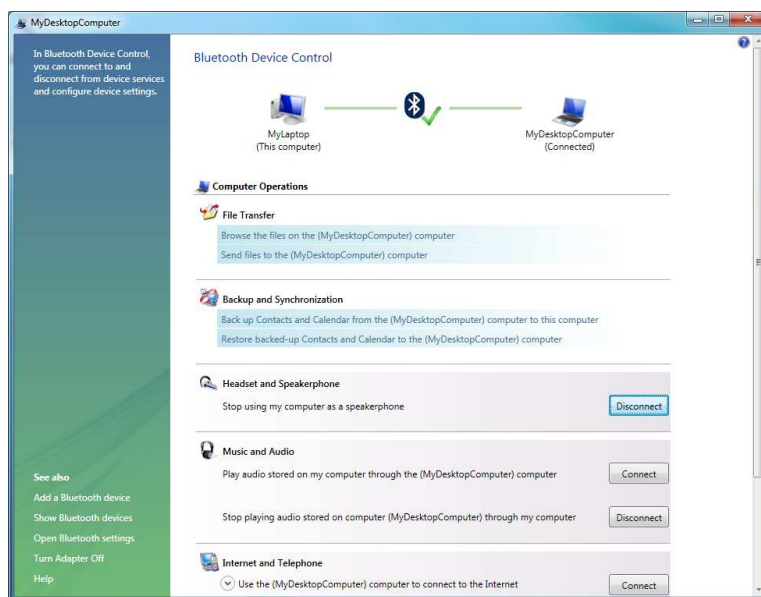 MyDesktopComputer
In Bluetooth Device Control,
you can connect to and
disconnect from device services
and configure device settings.
Bluetooth Device Control
MyLaptop
(This computer)
MyDesktopComputer
(Connected)
Computer Operations
File Transfer
Browse the files on the (MyDesktopComputer) computer
Send files to the (MyDesktopComputer) computer
Backup and Synchronization
Back up Contacts and Calendar from the (MyDesktopComputer) computer to this computer
Restore backed-up Contacts and Calendar to the (MyDesktopComputer) computer
Headset and Speakerphone
Stop using my computer as a speakerphone Disconnect
Music and Audio
Play audio stored on my computer through the (MyDesktopComputer) computer Connect
Stop playing audio stored on computer (MyDesktopComputer) through my computer Disconnect
Internet and Telephone
Use the (MyDesktopComputer) computer to connect to the Internet Connect
See also
Add a Bluetooth device
Show Bluetooth devices
Open Bluetooth settings
Turn Adapter Off
Help